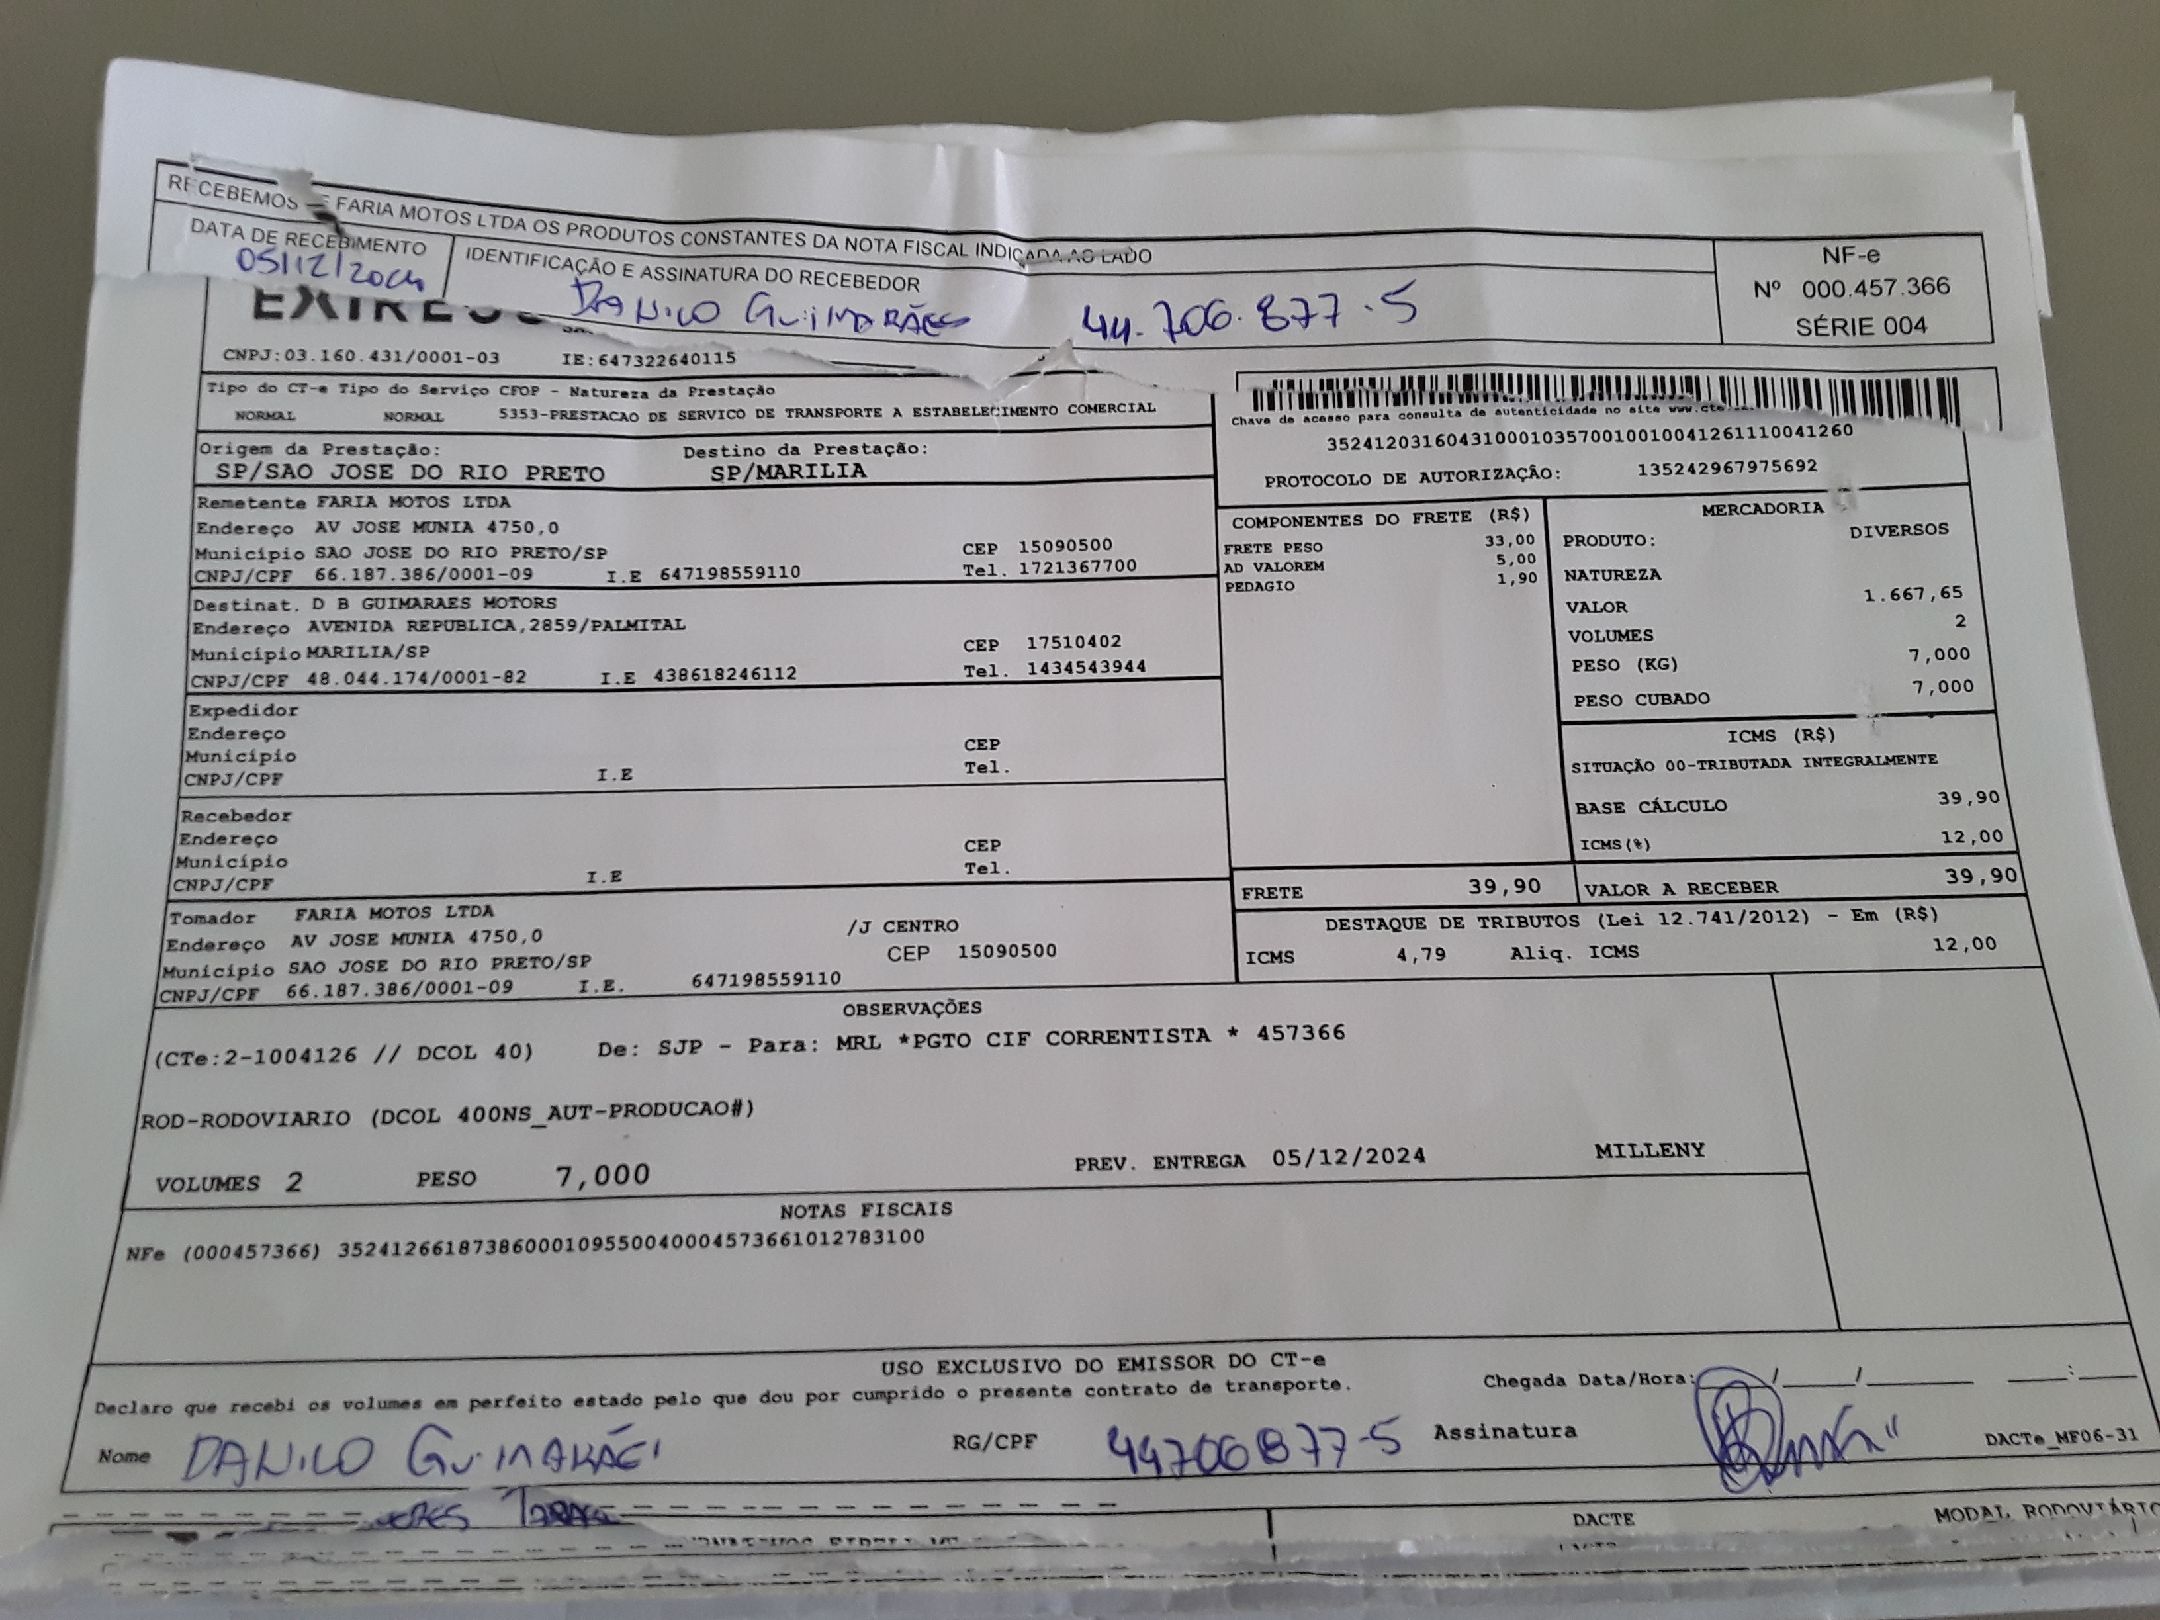 RECEBEMOS DE FARIA MOTOS LTDA OS PRODUTOS CONSTANTES DA NOTA FISCAL INDICADA AO LADO
DATA DE RECEBIMENTO
IDENTIFICAÇÃO E ASSINATURA DO RECEBEDOR
DANILO GUIMARÃES 44.706.877-5
NF-e
Nº 000.457.366
SÉRIE 004
CNPJ:03.160.431/0001-03 IE:647322640115
Tipo do CT-e Tipo do Serviço CFOP - Natureza da Prestação
NORMAL NORMAL 5353-PRESTACAO DE SERVICO DE TRANSPORTE A ESTABELECIMENTO COMERCIAL
Chave de acesso para consulta de autenticidade no site
35241203160431000103570010010041261110041260
PROTOCOLO DE AUTORIZAÇÃO: 135242967975692
Origem da Prestação: Destino da Prestação:
SP/SAO JOSE DO RIO PRETO SP/MARILIA
Remetente FARIA MOTOS LTDA
Endereço AV JOSE MUNIA 4750,0
Município SAO JOSE DO RIO PRETO/SP CEP 15090500
CNPJ/CPF 66.187.386/0001-09 I.E 647198559110 Tel. 1721367700
Destinat. D B GUIMARAES MOTORS
Endereço AVENIDA REPUBLICA,2859/PALMITAL
Município MARILIA/SP CEP 17510402
CNPJ/CPF 48.044.174/0001-82 I.E 438618246112 Tel. 1434543944
Expedidor
Endereço
Município CEP
CNPJ/CPF I.E Tel.
Recebedor
Endereço
Município CEP
CNPJ/CPF I.E Tel.
Tomador FARIA MOTOS LTDA
Endereço AV JOSE MUNIA 4750,0 /J CENTRO
Município SAO JOSE DO RIO PRETO/SP CEP 15090500
CNPJ/CPF 66.187.386/0001-09 I.E. 647198559110
COMPONENTES DO FRETE (R$)
FRETE PESO 33,00
AD VALOREM 5,00
PEDAGIO 1,90
MERCADORIA
PRODUTO: DIVERSOS
NATUREZA
VALOR 1.667,65
VOLUMES 2
PESO (KG) 7,000
PESO CUBADO 7,000
ICMS (R$)
SITUAÇÃO 00-TRIBUTADA INTEGRALMENTE
BASE CÁLCULO 39,90
ICMS(%) 12,00
FRETE 39,90 VALOR A RECEBER 39,90
DESTAQUE DE TRIBUTOS (Lei 12.741/2012) - Em (R$)
ICMS 4,79 Aliq. ICMS 12,00
OBSERVAÇÕES
(CTe:2-1004126 // DCOL 40) De: SJP - Para: MRL *PGTO CIF CORRENTISTA * 457366
ROD-RODOVIARIO (DCOL 400NS_AUT-PRODUCAO#)
VOLUMES 2 PESO 7,000 PREV. ENTREGA 05/12/2024 MILLENY
NOTAS FISCAIS
NFe (000457366) 35241266187386000109550040004573661012783100
USO EXCLUSIVO DO EMISSOR DO CT-e
Declaro que recebi os volumes em perfeito estado pelo que dou por cumprido o presente contrato de transporte.
Chegada Data/Hora: / / :
Nome DANILO GUIMARÃES RG/CPF 44706877-5 Assinatura
DACTe_MF06-31
DACTE MODAL RODOVIÁRIO